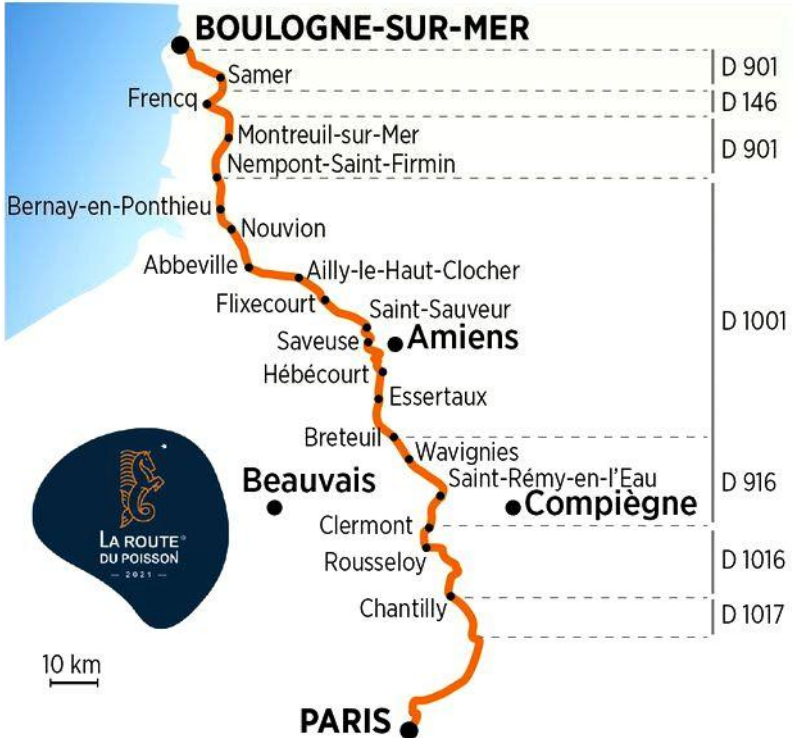 BOULOGNE-SUR-MER
D 901
Samer
Frencq
D 146
Montreuil-sur-Mer
D 901
Nempont-Saint-Firmin
Bernay-en-Ponthieu
Nouvion
Abbeville
Ailly-le-Haut-Clocher
Flixecourt
Saint-Sauveur
D 1001
Saveuse
Amiens
Hébécourt
Essertaux
Breteuil
Wavignies
Beauvais
Saint-Rémy-en-l'Eau
D 916
Compiègne
Clermont
LA ROUTE®
DU POISSON
— 2021 —
Rousseloy
D 1016
Chantilly
D 1017
10 km
PARIS